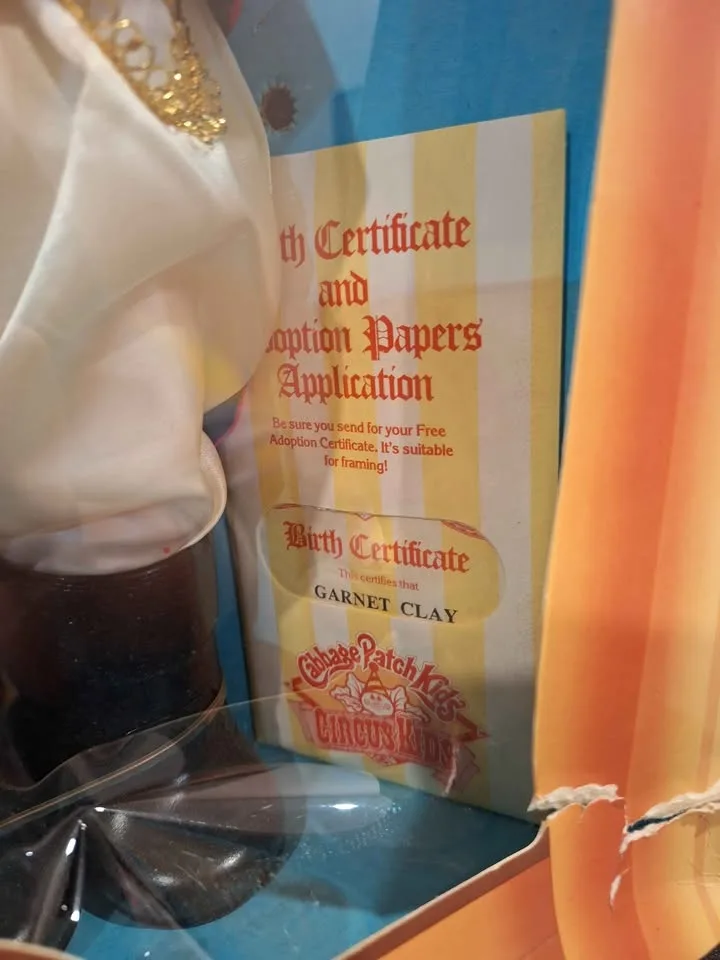 th Certificate
and
option Papers
Application
Be sure you send for your Free
Adoption Certificate. It's suitable
for framing!
Birth Certificate
This certifies that
GARNET CLAY
Cabbage Patch Kids
CIRCUS KIDS